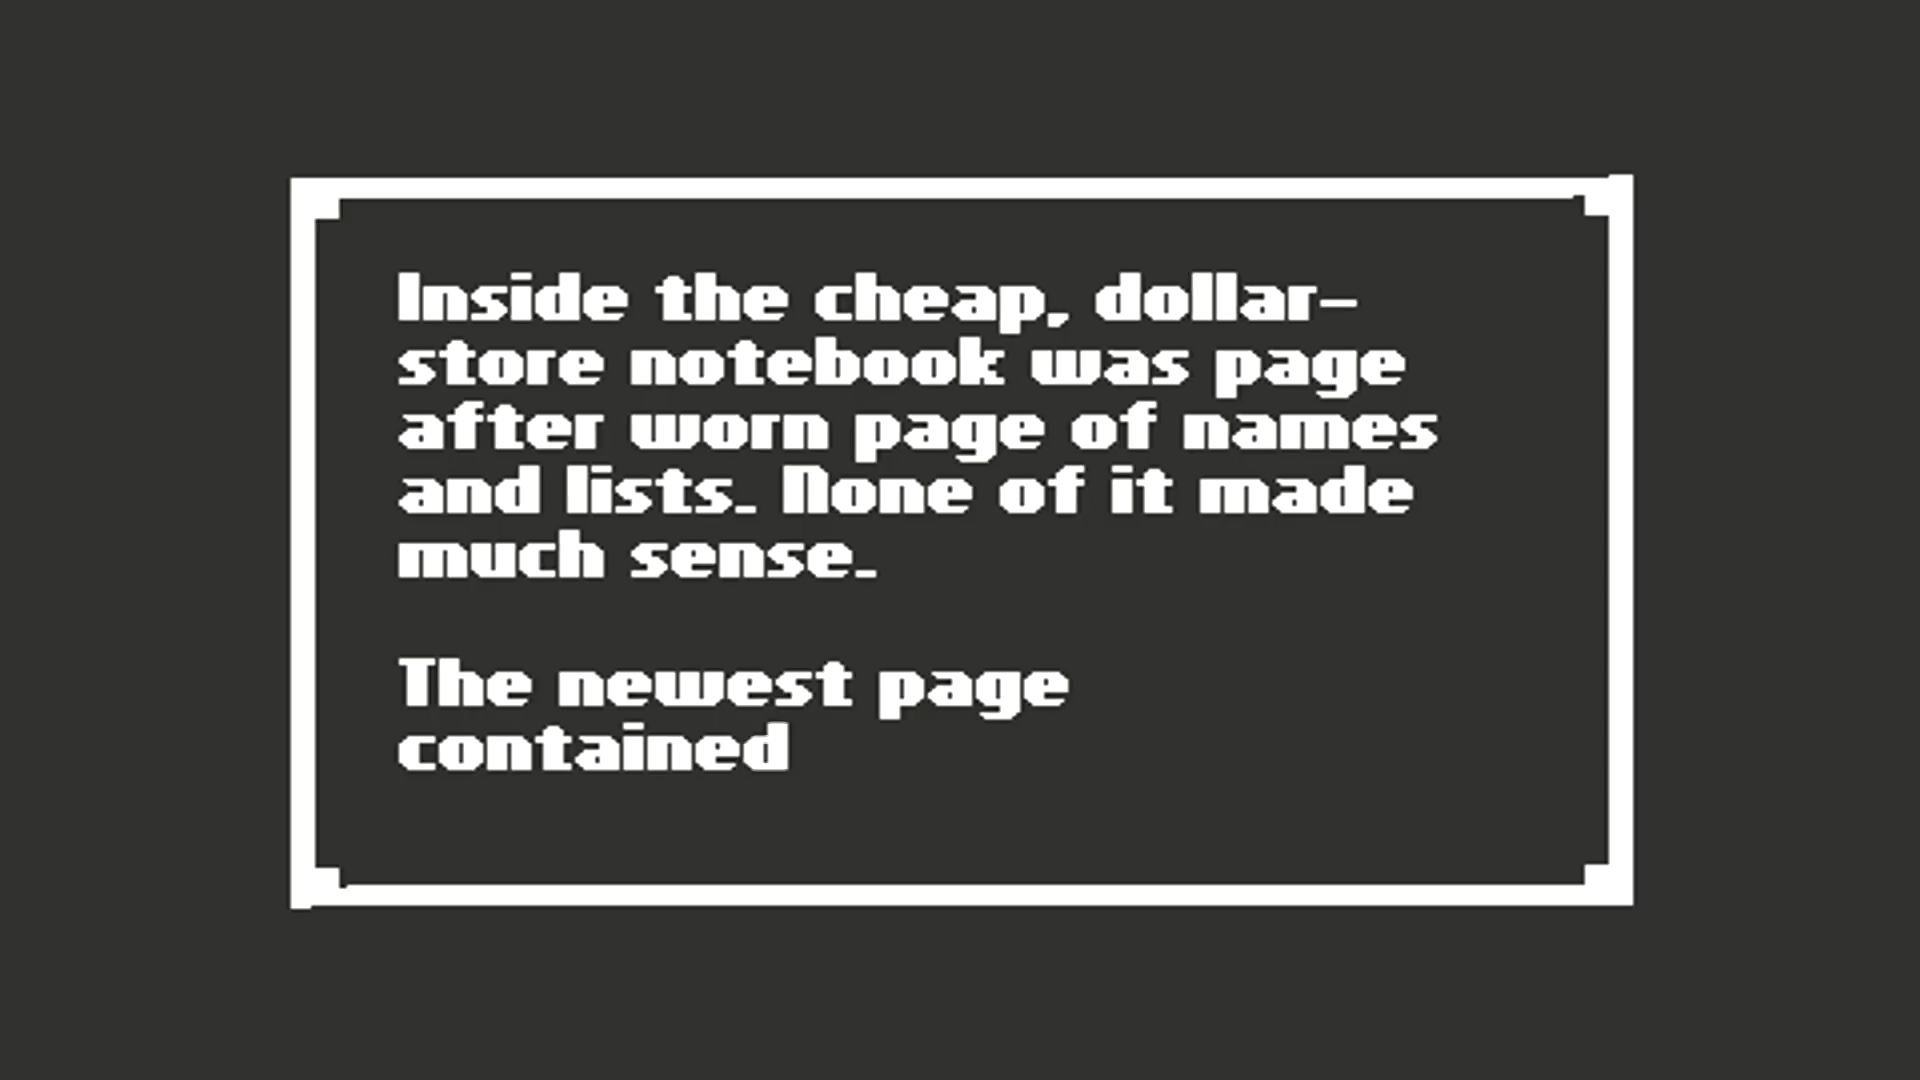 Inside the cheap, dollar-
store notebook was page
after worn page of names
and lists. None of it made
much sense.
The newest page
contained